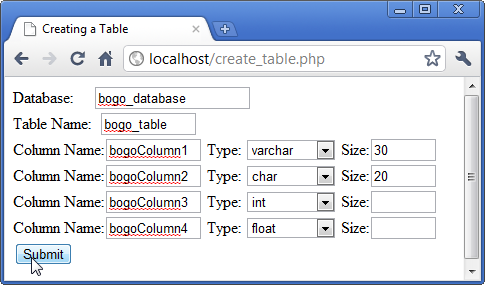 Creating a Table
localhost/create_table.php
Database: bogo_database
Table Name: bogo_table
Column Name: bogoColumn1 Type: varchar Size: 30
Column Name: bogoColumn2 Type: char Size: 20
Column Name: bogoColumn3 Type: int Size:
Column Name: bogoColumn4 Type: float Size:
Submit